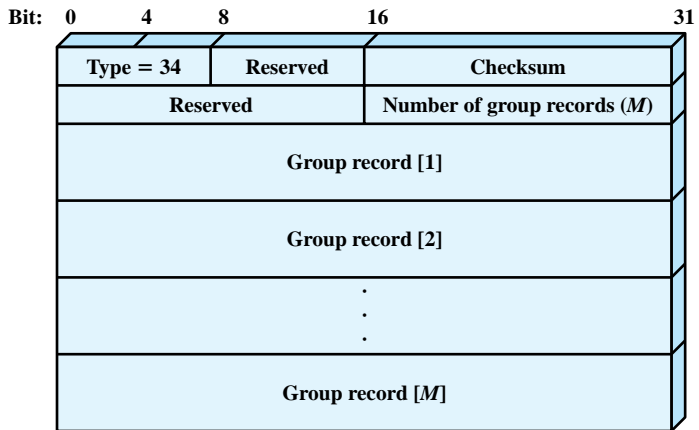 Bit: 0 4 8 16 31
Type = 34 Reserved Checksum
Reserved Number of group records (M)
Group record [1]
Group record [2]
.
.
.
Group record [M]